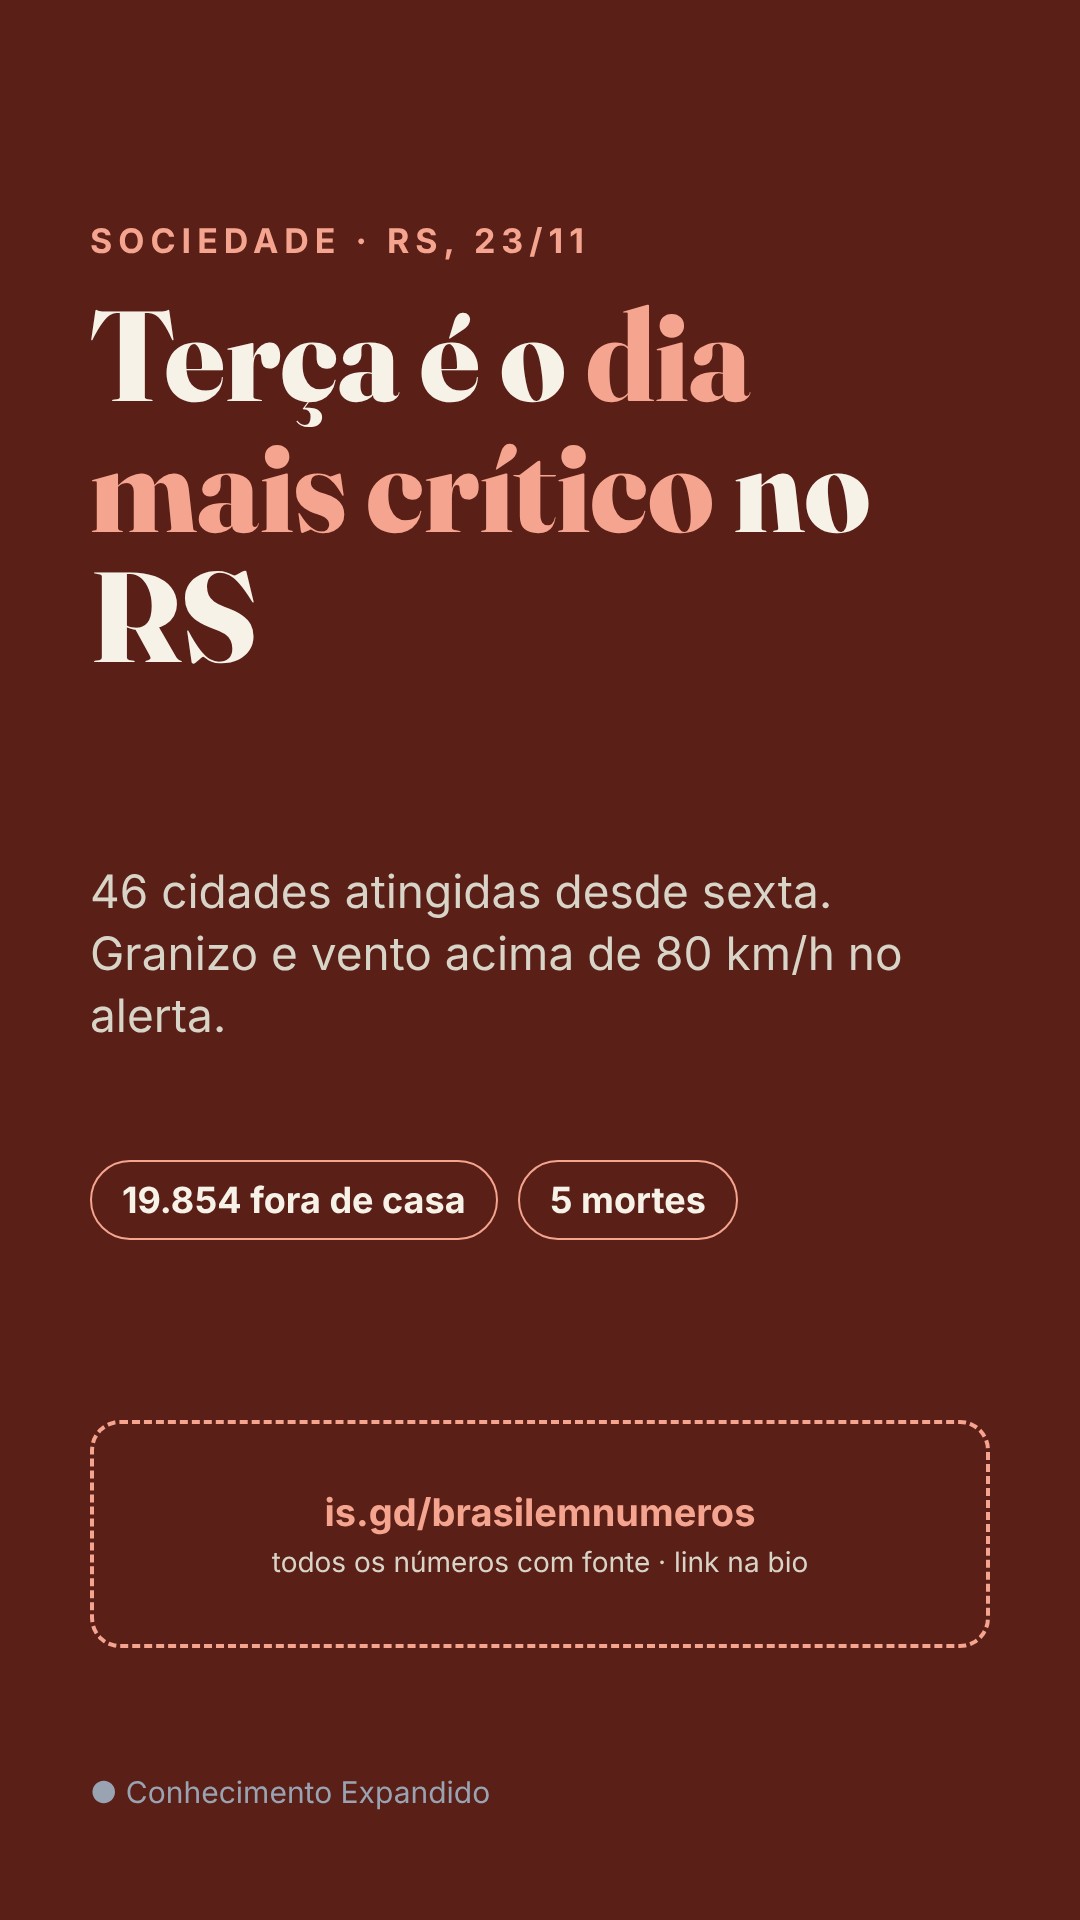 SOCIEDADE · RS, 23/11
Terça é o dia
mais crítico no
RS
46 cidades atingidas desde sexta.
Granizo e vento acima de 80 km/h no
alerta.
19.854 fora de casa
5 mortes
is.gd/brasilemnumeros
todos os números com fonte · link na bio
Conhecimento Expandido